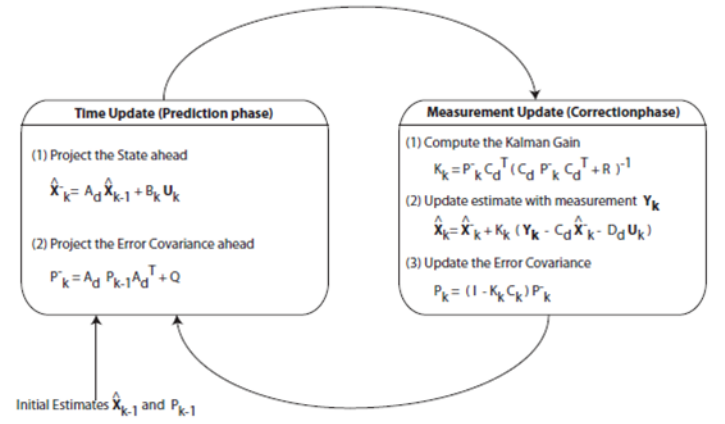 Time Update (Prediction phase)
(1) Project the State ahead
X̂⁻k = Ad X̂k-1 + Bk Uk
(2) Project the Error Covariance ahead
P⁻k = Ad Pk-1 Ad^T + Q
Measurement Update (Correctionphase)
(1) Compute the Kalman Gain
Kk = P⁻k Cd^T (Cd P⁻k Cd^T + R )^-1
(2) Update estimate with measurement Yk
X̂k = X̂⁻k + Kk (Yk - Cd X̂⁻k - Dd Uk)
(3) Update the Error Covariance
Pk = (I - Kk Ck) P⁻k
Initial Estimates X̂k-1 and Pk-1